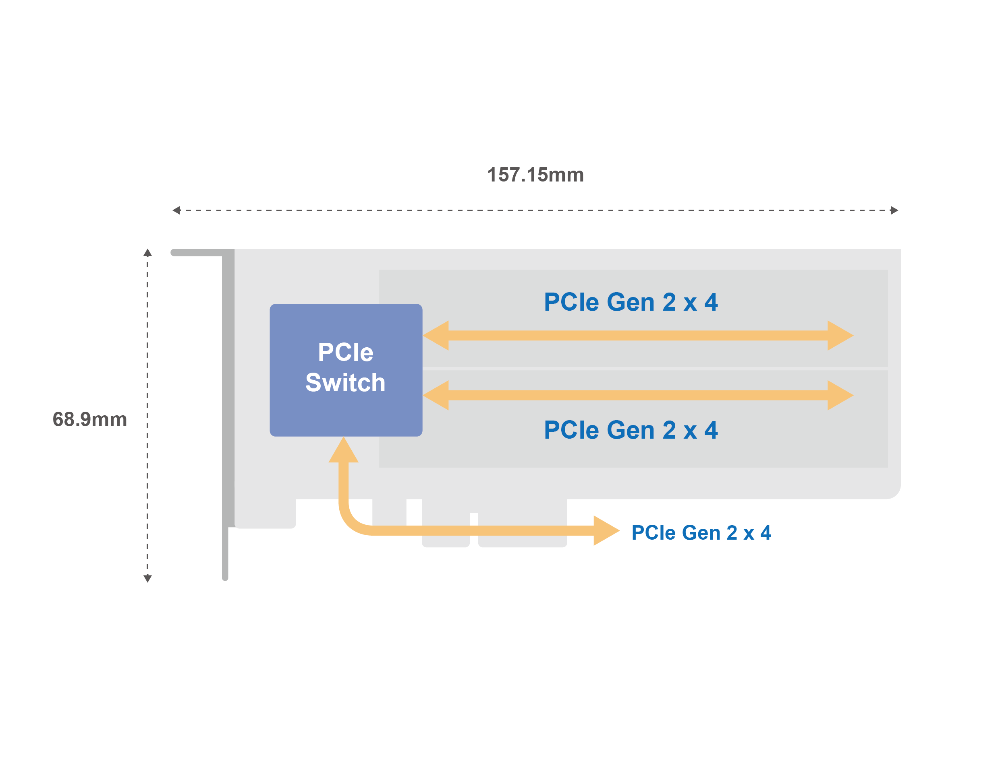 157.15mm
PCIe Gen 2 x 4
PCIe
Switch
68.9mm
PCIe Gen 2 x 4
PCIe Gen 2 x 4